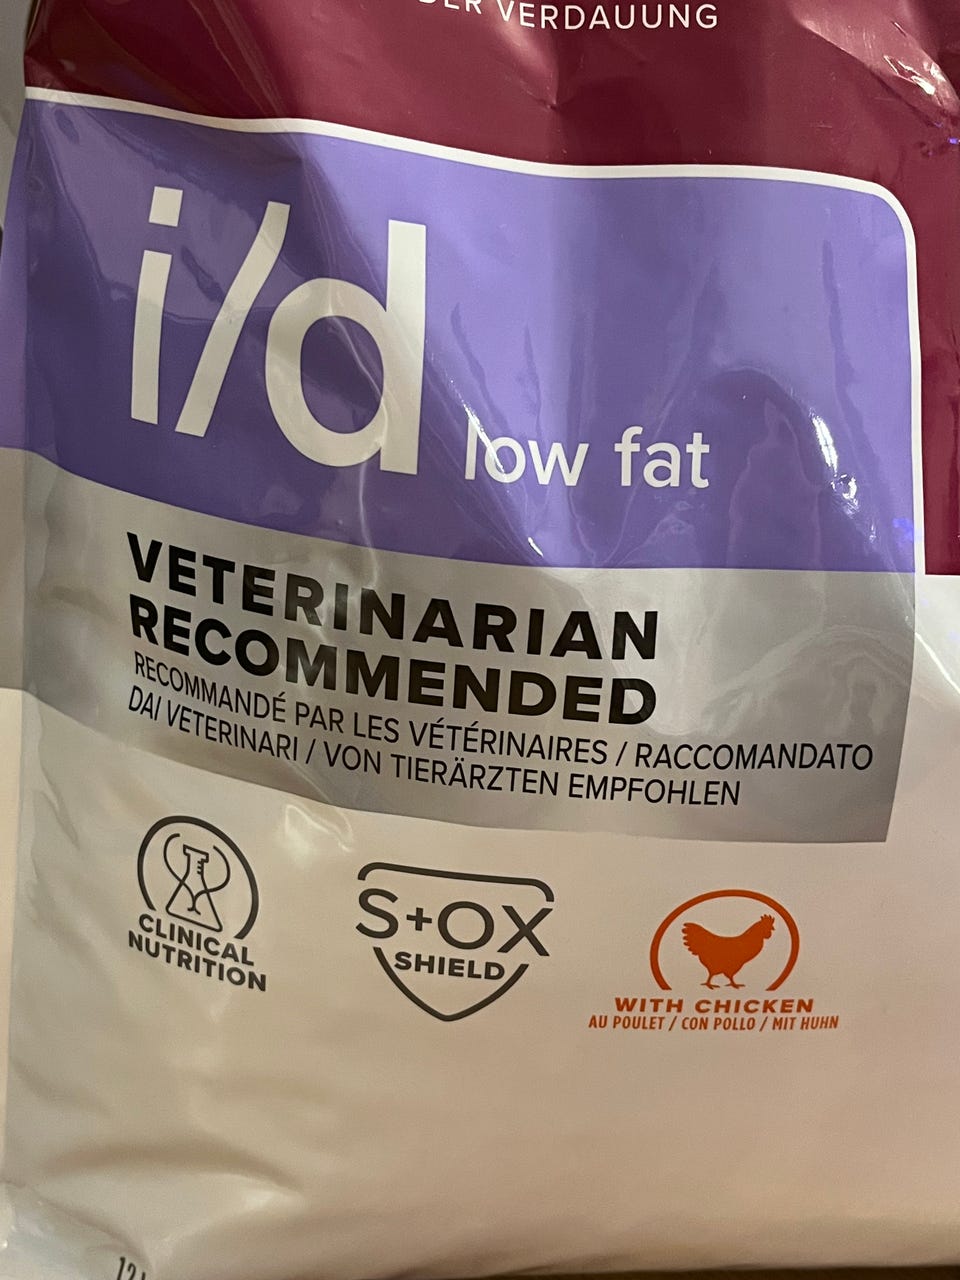 VERDAUUNG
i/d low fat
VETERINARIAN
RECOMMENDED
RECOMMANDÉ PAR LES VÉTÉRINAIRES / RACCOMANDATO
DAI VETERINARI / VON TIERÄRZTEN EMPFOHLEN
CLINICAL
NUTRITION
S+OX
SHIELD
WITH CHICKEN
AU POULET / CON POLLO / MIT HUHN